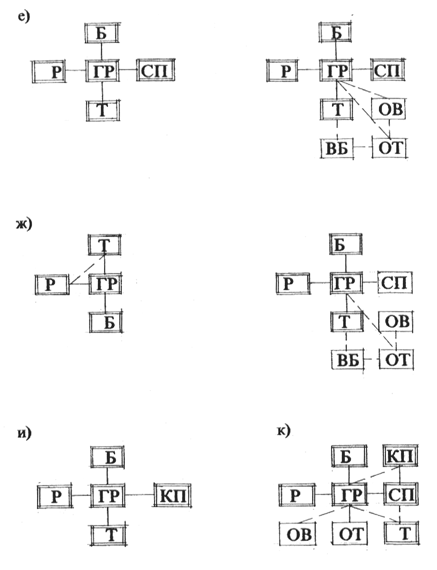 е)
Б Б
Р ГР СП Р ГР СП
Т Т ОВ
ВБ ОТ
ж)
Т Б
Р ГР Р ГР СП
Б Т ОВ
ВБ ОТ
и) к)
Б Б КП
Р ГР КП Р ГР СП
Т ОВ ОТ Т